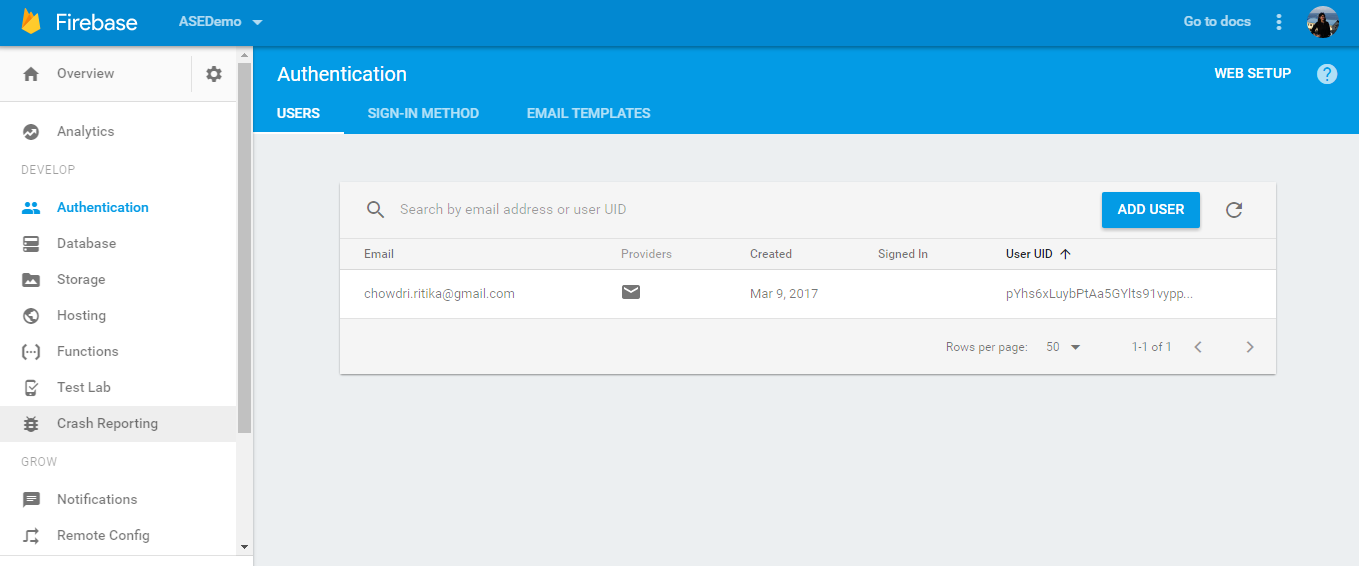 Firebase
ASEDemo
Go to docs
Overview
Authentication
WEB SETUP
?
USERS
SIGN-IN METHOD
EMAIL TEMPLATES
Analytics
DEVELOP
Authentication
Database
Storage
Hosting
Functions
Test Lab
Crash Reporting
GROW
Notifications
Remote Config
Search by email address or user UID
ADD USER
Email Providers Created Signed In User UID
chowdri.ritika@gmail.com Mar 9, 2017 pYhs6xLuybPtAa5GYlts91vypp...
Rows per page: 50 1-1 of 1